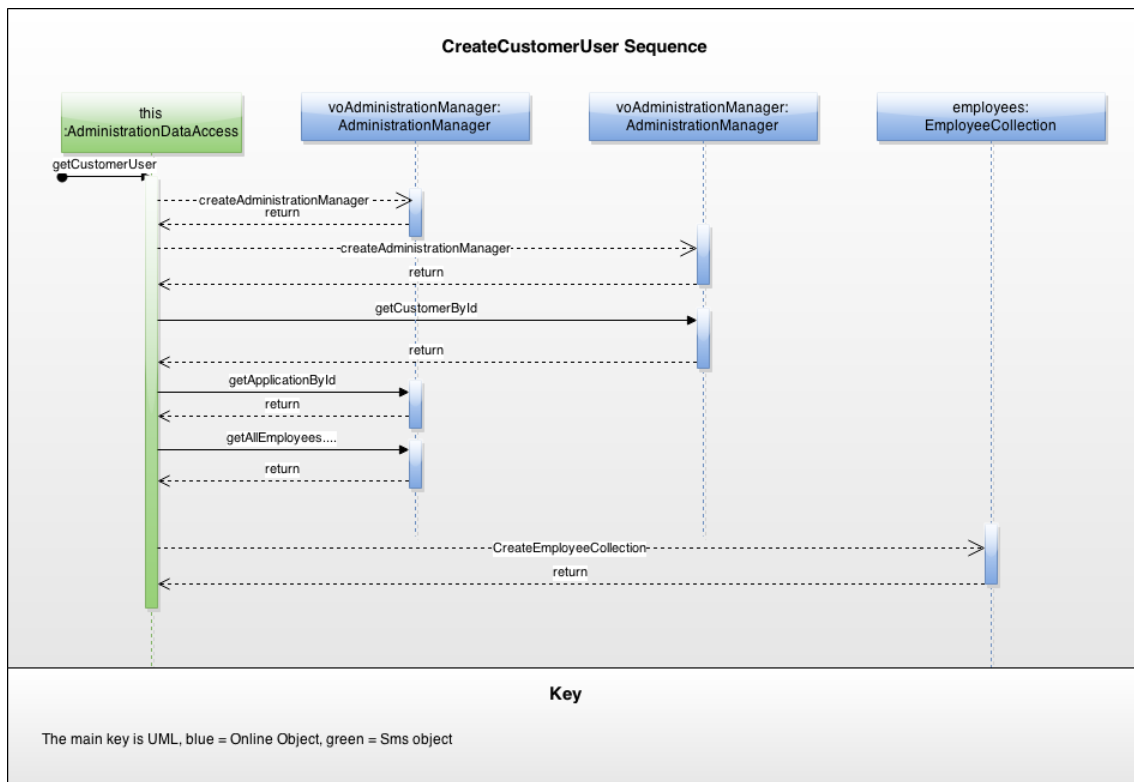 CreateCustomerUser Sequence
this
:AdministrationDataAccess
voAdministrationManager:
AdministrationManager
voAdministrationManager:
AdministrationManager
employees:
EmployeeCollection
getCustomerUser
createAdministrationManager
return
createAdministrationManager
return
getCustomerById
return
getApplicationById
return
getAllEmployees....
return
CreateEmployeeCollection
return
Key
The main key is UML, blue = Online Object, green = Sms object